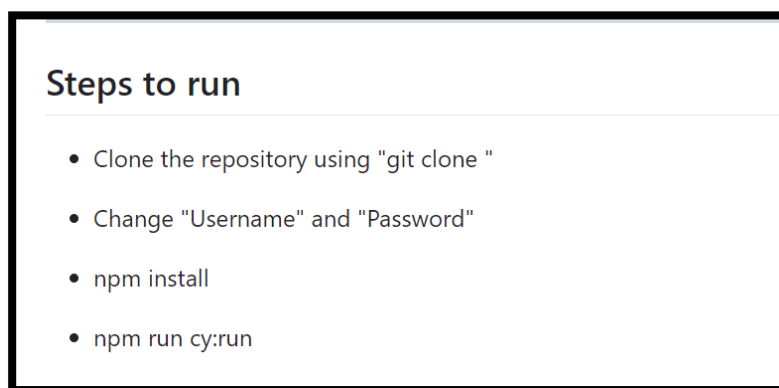 Steps to run
Clone the repository using "git clone "
Change "Username" and "Password"
npm install
npm run cy:run